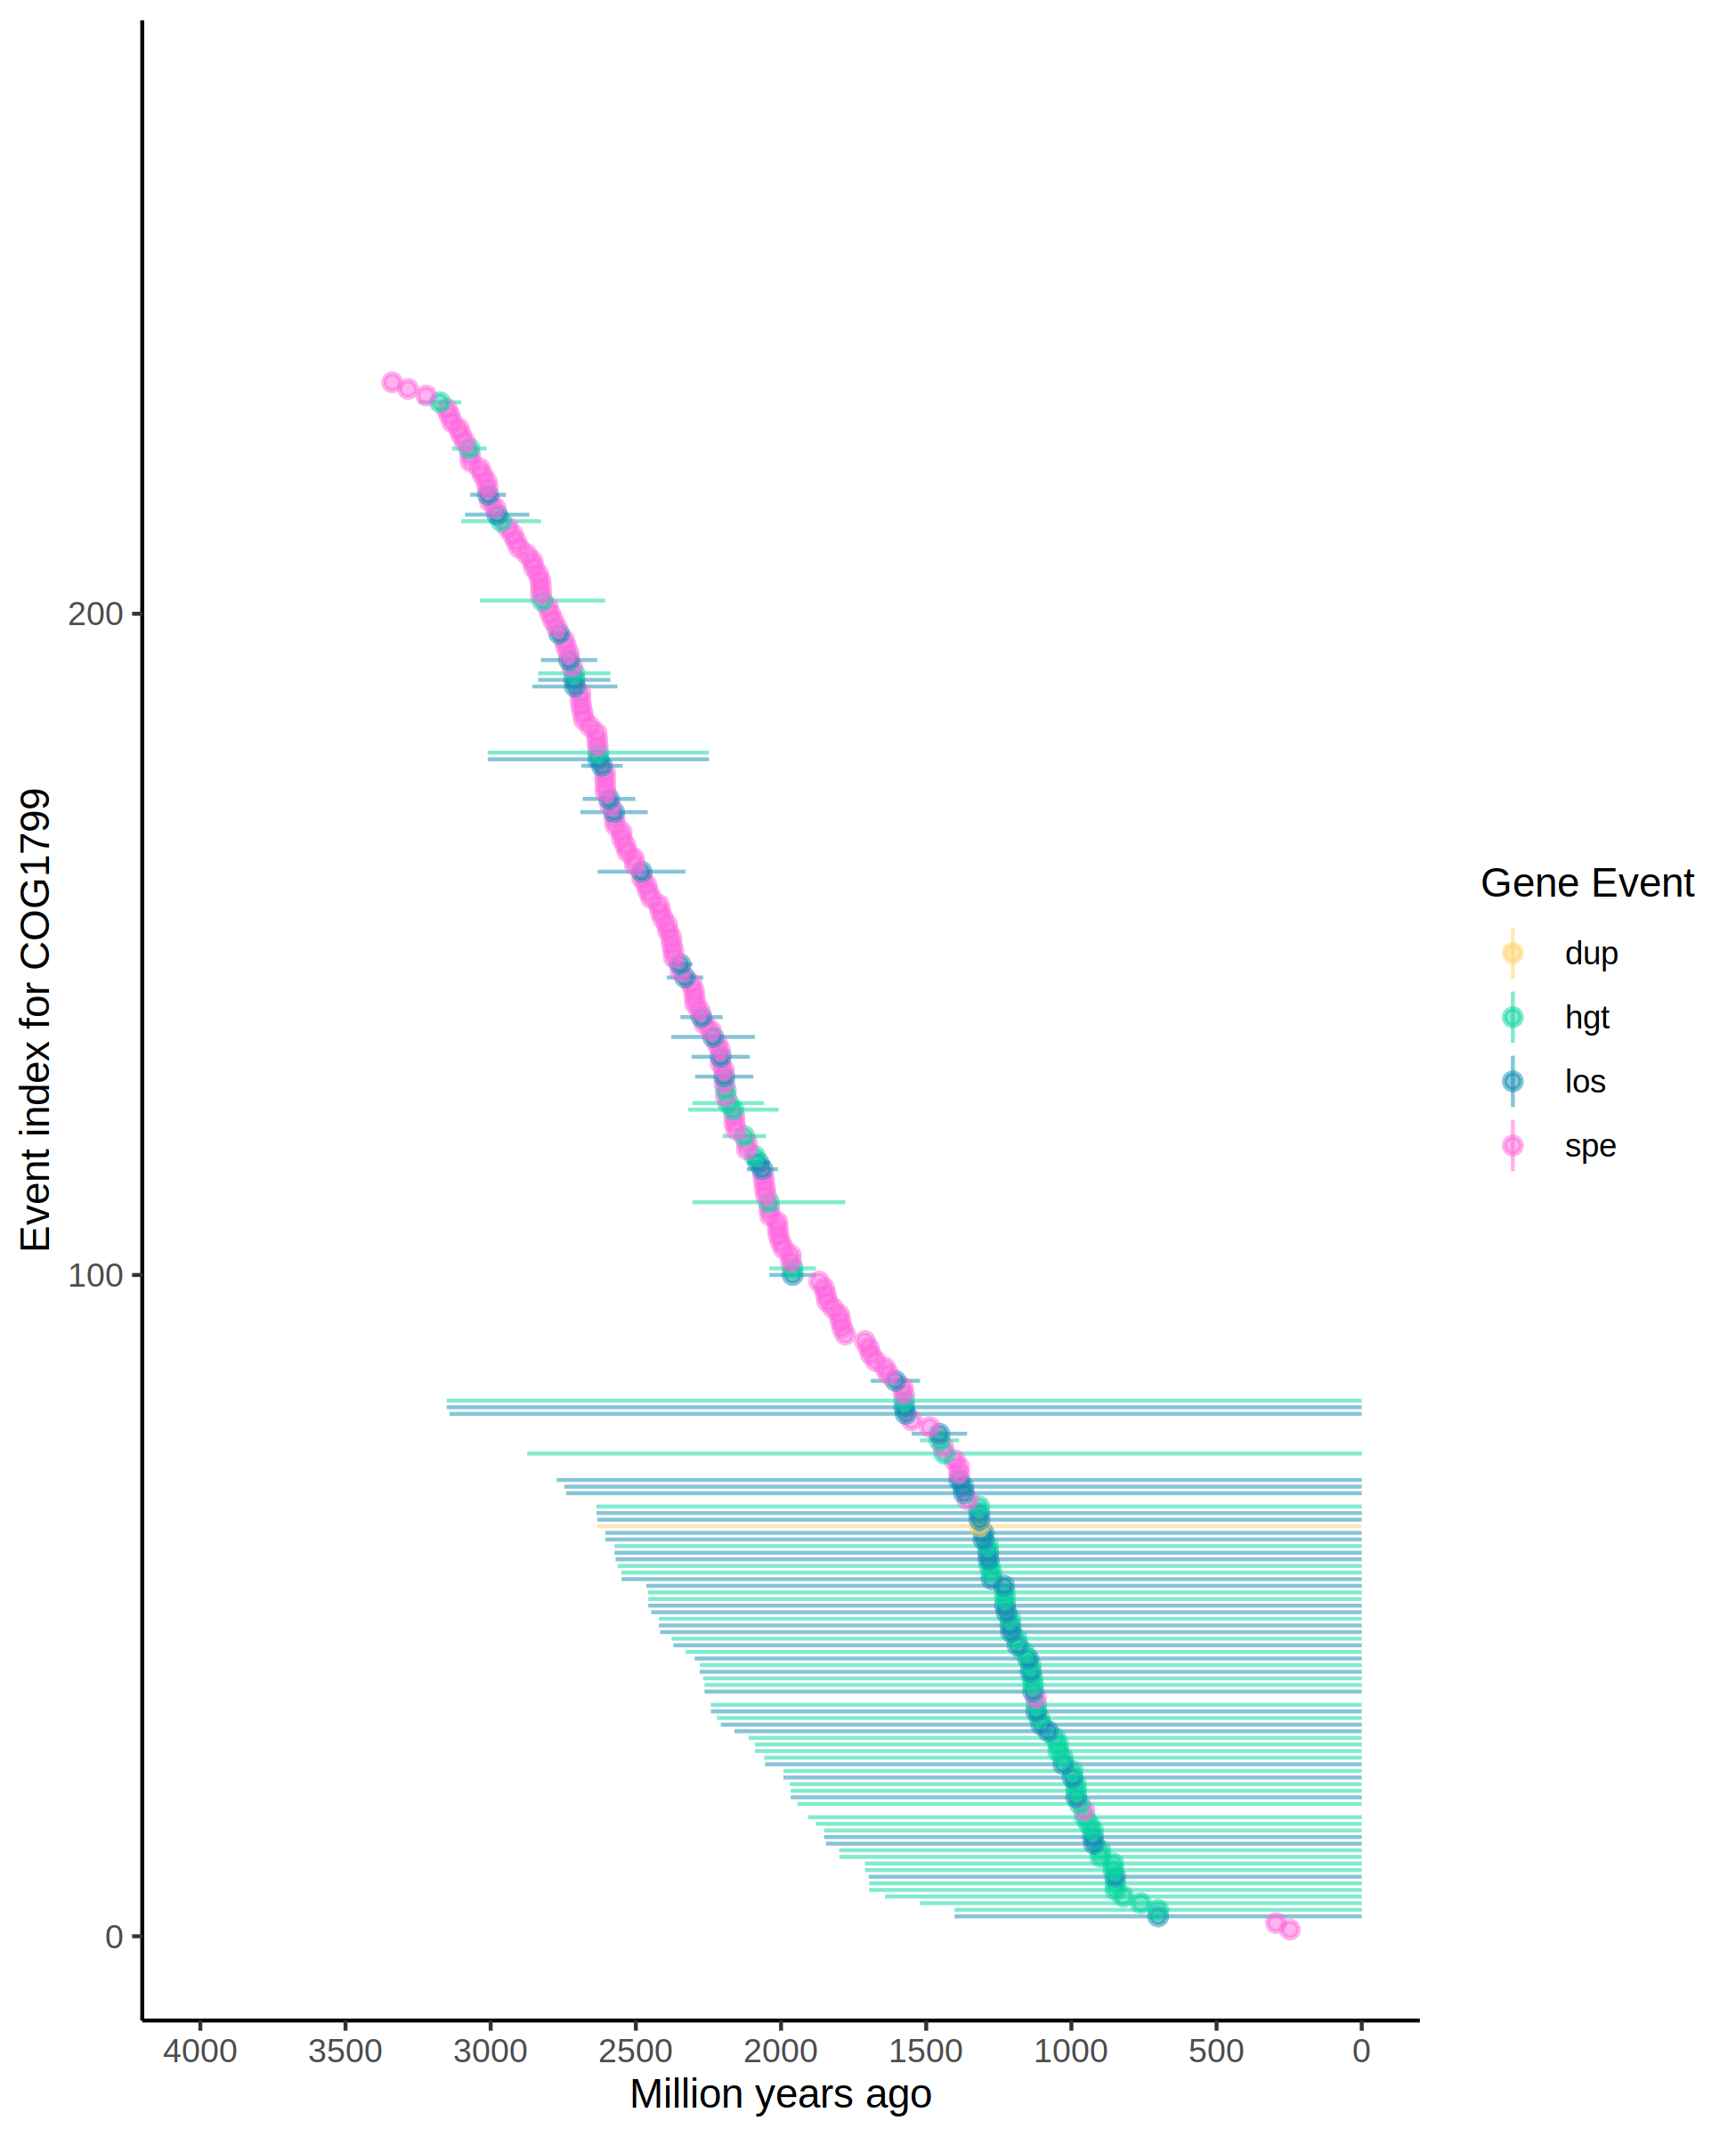 Event index for COG1799
200
100
0
4000 3500 3000 2500 2000 1500 1000 500 0
Million years ago
Gene Event
dup
hgt
los
spe